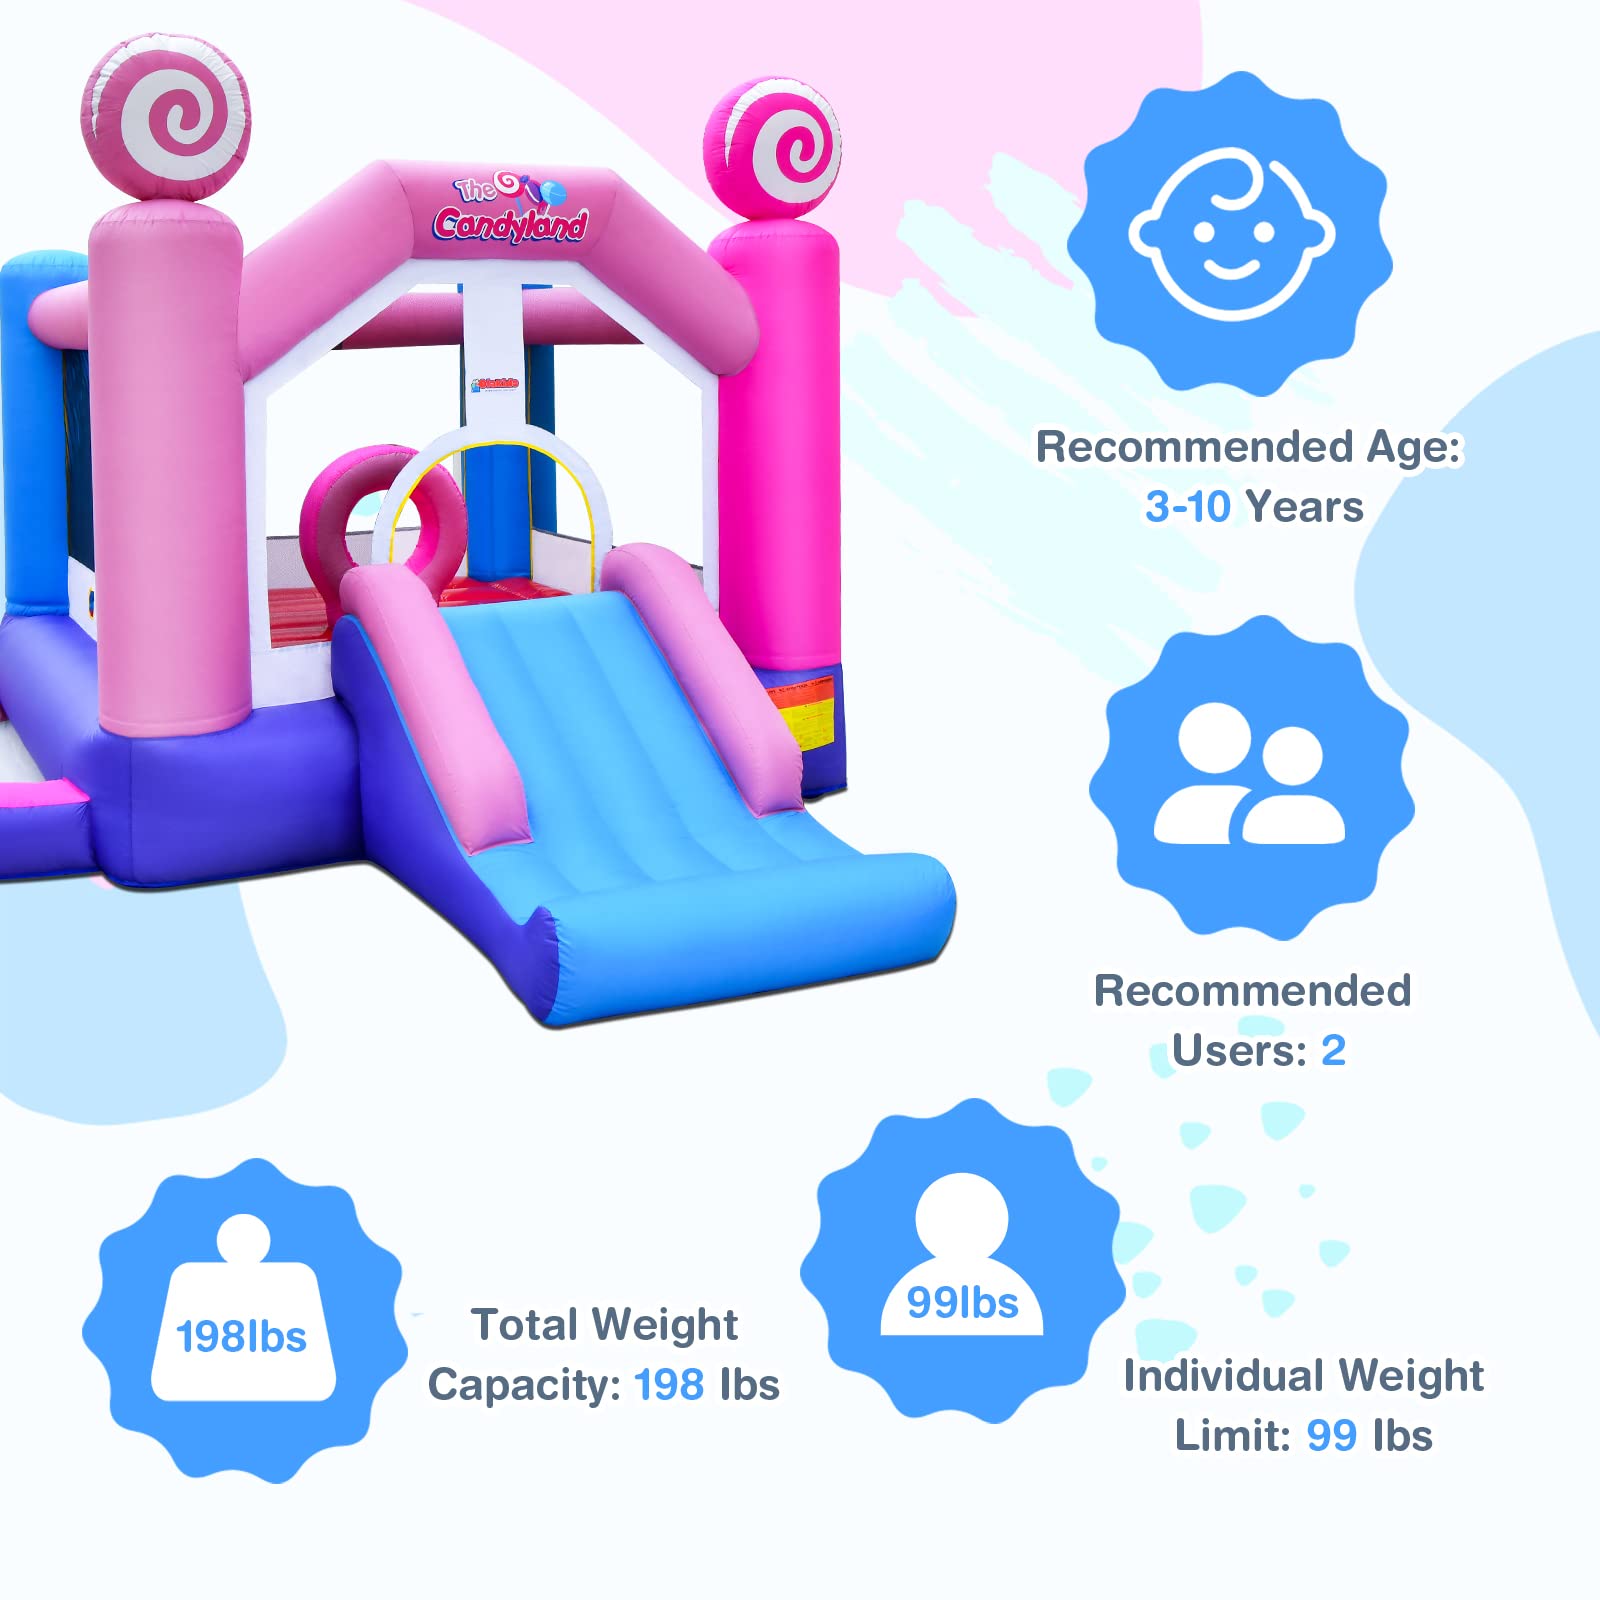 The
Candyland
Recommended Age:
3-10 Years
Recommended
Users: 2
198lbs
Total Weight
Capacity: 198 lbs
99lbs
Individual Weight
Limit: 99 lbs